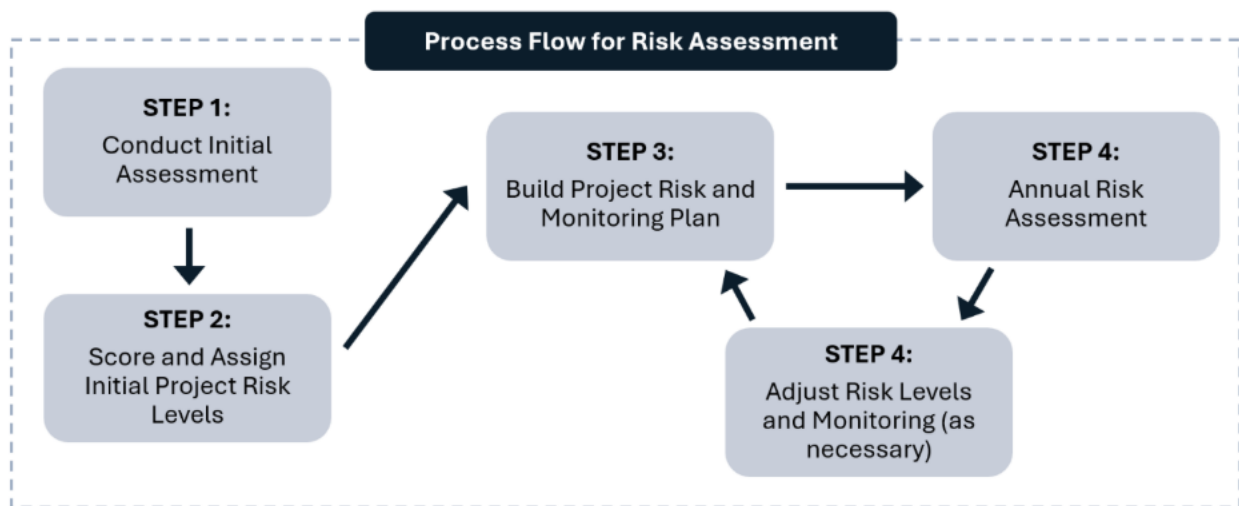 Process Flow for Risk Assessment
STEP 1:
Conduct Initial
Assessment
STEP 2:
Score and Assign
Initial Project Risk
Levels
STEP 3:
Build Project Risk and
Monitoring Plan
STEP 4:
Annual Risk
Assessment
STEP 4:
Adjust Risk Levels
and Monitoring (as
necessary)